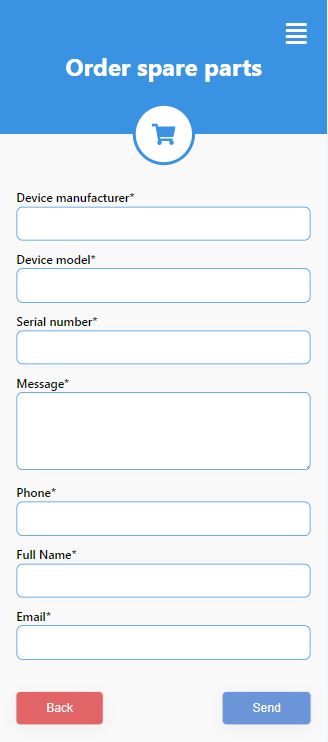 Order spare parts
Device manufacturer*
Device model*
Serial number*
Message*
Phone*
Full Name*
Email*
Back Send